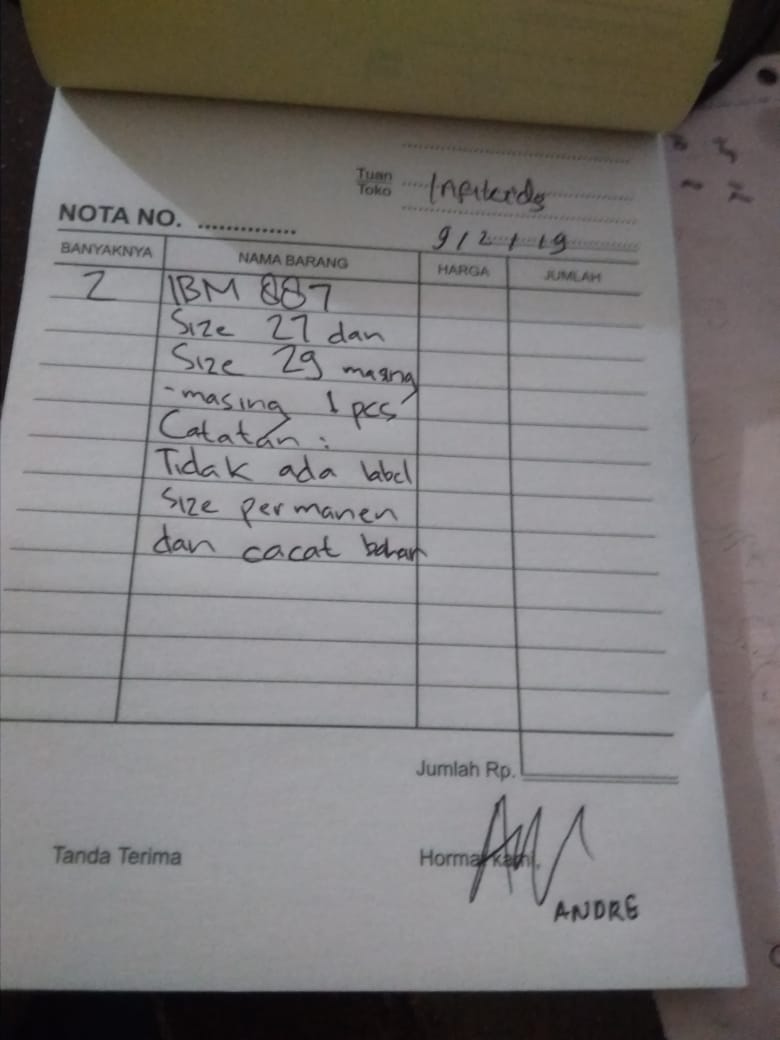 Tuan
Toko
NOTA NO. ..............
9/2/19
BANYAKNYA NAMA BARANG HARGA JUMLAH
2 IBM 887
Size 27 dan
Size 29 masing
-masing 1 pcs
Catatan :
Tidak ada label
Size permanen
dan cacat bahan
Jumlah Rp.
Tanda Terima Hormat kami,
ANDRE